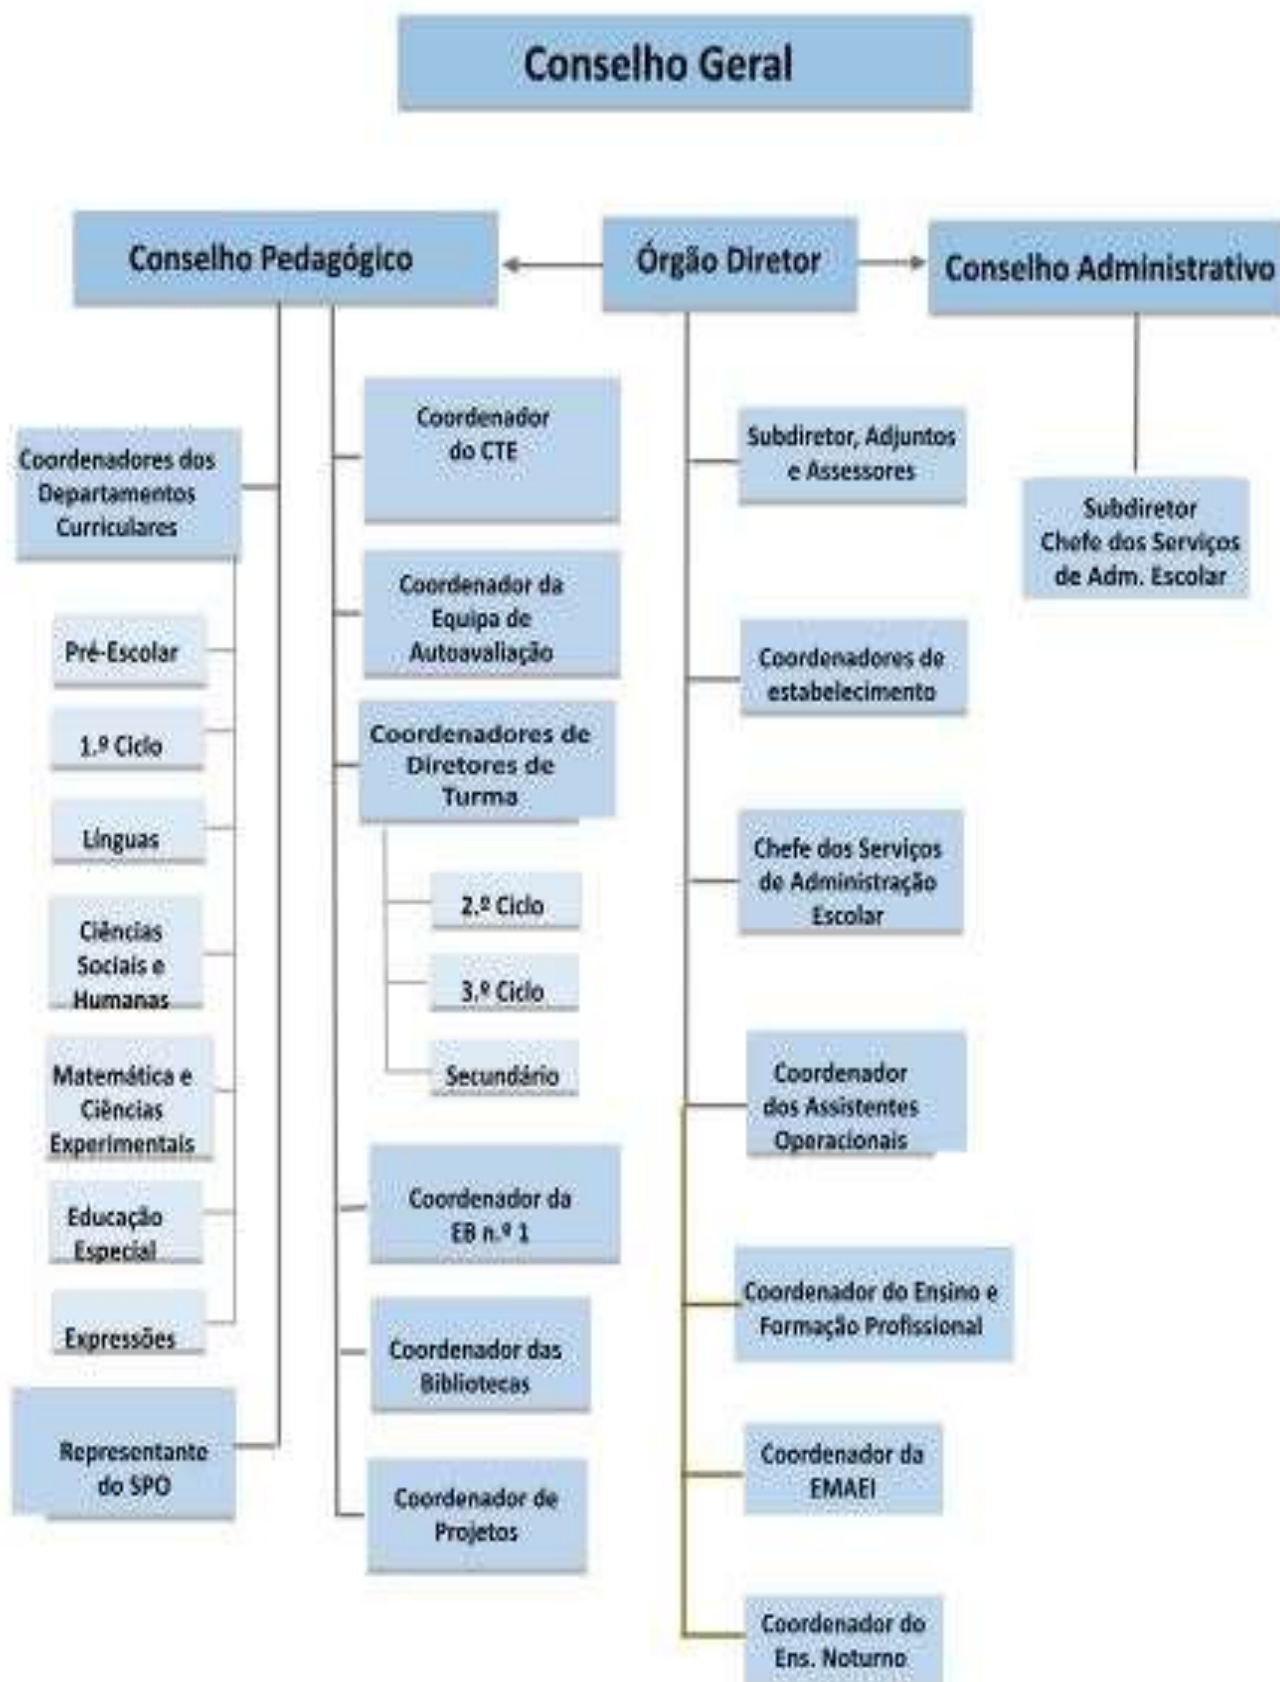 Conselho Geral
Conselho Pedagógico
Órgão Diretor
Conselho Administrativo
Coordenadores dos
Departamentos
Curriculares
Pré-Escolar
1.º Ciclo
Línguas
Ciências
Sociais e
Humanas
Matemática e
Ciências
Experimentais
Educação
Especial
Expressões
Representante
do SPO
Coordenador
do CTE
Coordenador da
Equipa de
Autoavaliação
Coordenadores de
Diretores de
Turma
2.º Ciclo
3.º Ciclo
Secundário
Coordenador da
EB n.º 1
Coordenador das
Bibliotecas
Coordenador de
Projetos
Subdiretor, Adjuntos
e Assessores
Coordenadores de
estabelecimento
Chefe dos Serviços
de Administração
Escolar
Coordenador
dos Assistentes
Operacionais
Coordenador do Ensino e
Formação Profissional
Coordenador da
EMAEI
Coordenador do
Ens. Noturno
Subdiretor
Chefe dos Serviços
de Adm. Escolar